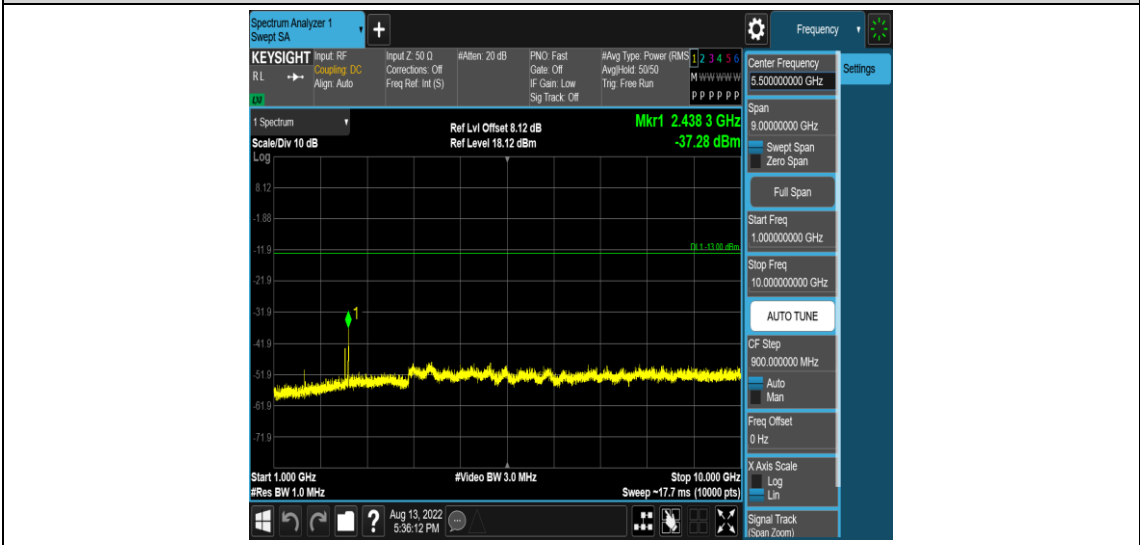 Spectrum Analyzer 1
Swept SA
+
Frequency
KEYSIGHT
RL
Input: RF
Coupling: DC
Align: Auto
Input Z: 50 Ω
Corrections: Off
Freq Ref: Int (S)
#Atten: 20 dB
PNO: Fast
Gate: Off
IF Gain: Low
Sig Track: Off
#Avg Type: Power (RMS
Avg|Hold: 50/50
Trig: Free Run
1 2 3 4 5 6
M W W W W W
P P P P P P
1 Spectrum
Scale/Div 10 dB
Log
Ref Lvl Offset 8.12 dB
Ref Level 18.12 dBm
Mkr1 2.438 3 GHz
-37.28 dBm
8.12
-1.88
-11.9
DL1 -13.00 dBm
-21.9
-31.9
1
-41.9
-51.9
-61.9
-71.9
Start 1.000 GHz
#Res BW 1.0 MHz
#Video BW 3.0 MHz
Stop 10.000 GHz
Sweep ~17.7 ms (10000 pts)
?
Aug 13, 2022
5:36:12 PM
Center Frequency
5.500000000 GHz
Settings
Span
9.00000000 GHz
Swept Span
Zero Span
Full Span
Start Freq
1.000000000 GHz
Stop Freq
10.000000000 GHz
AUTO TUNE
CF Step
900.000000 MHz
Auto
Man
Freq Offset
0 Hz
X Axis Scale
Log
Lin
Signal Track
(Span Zoom)